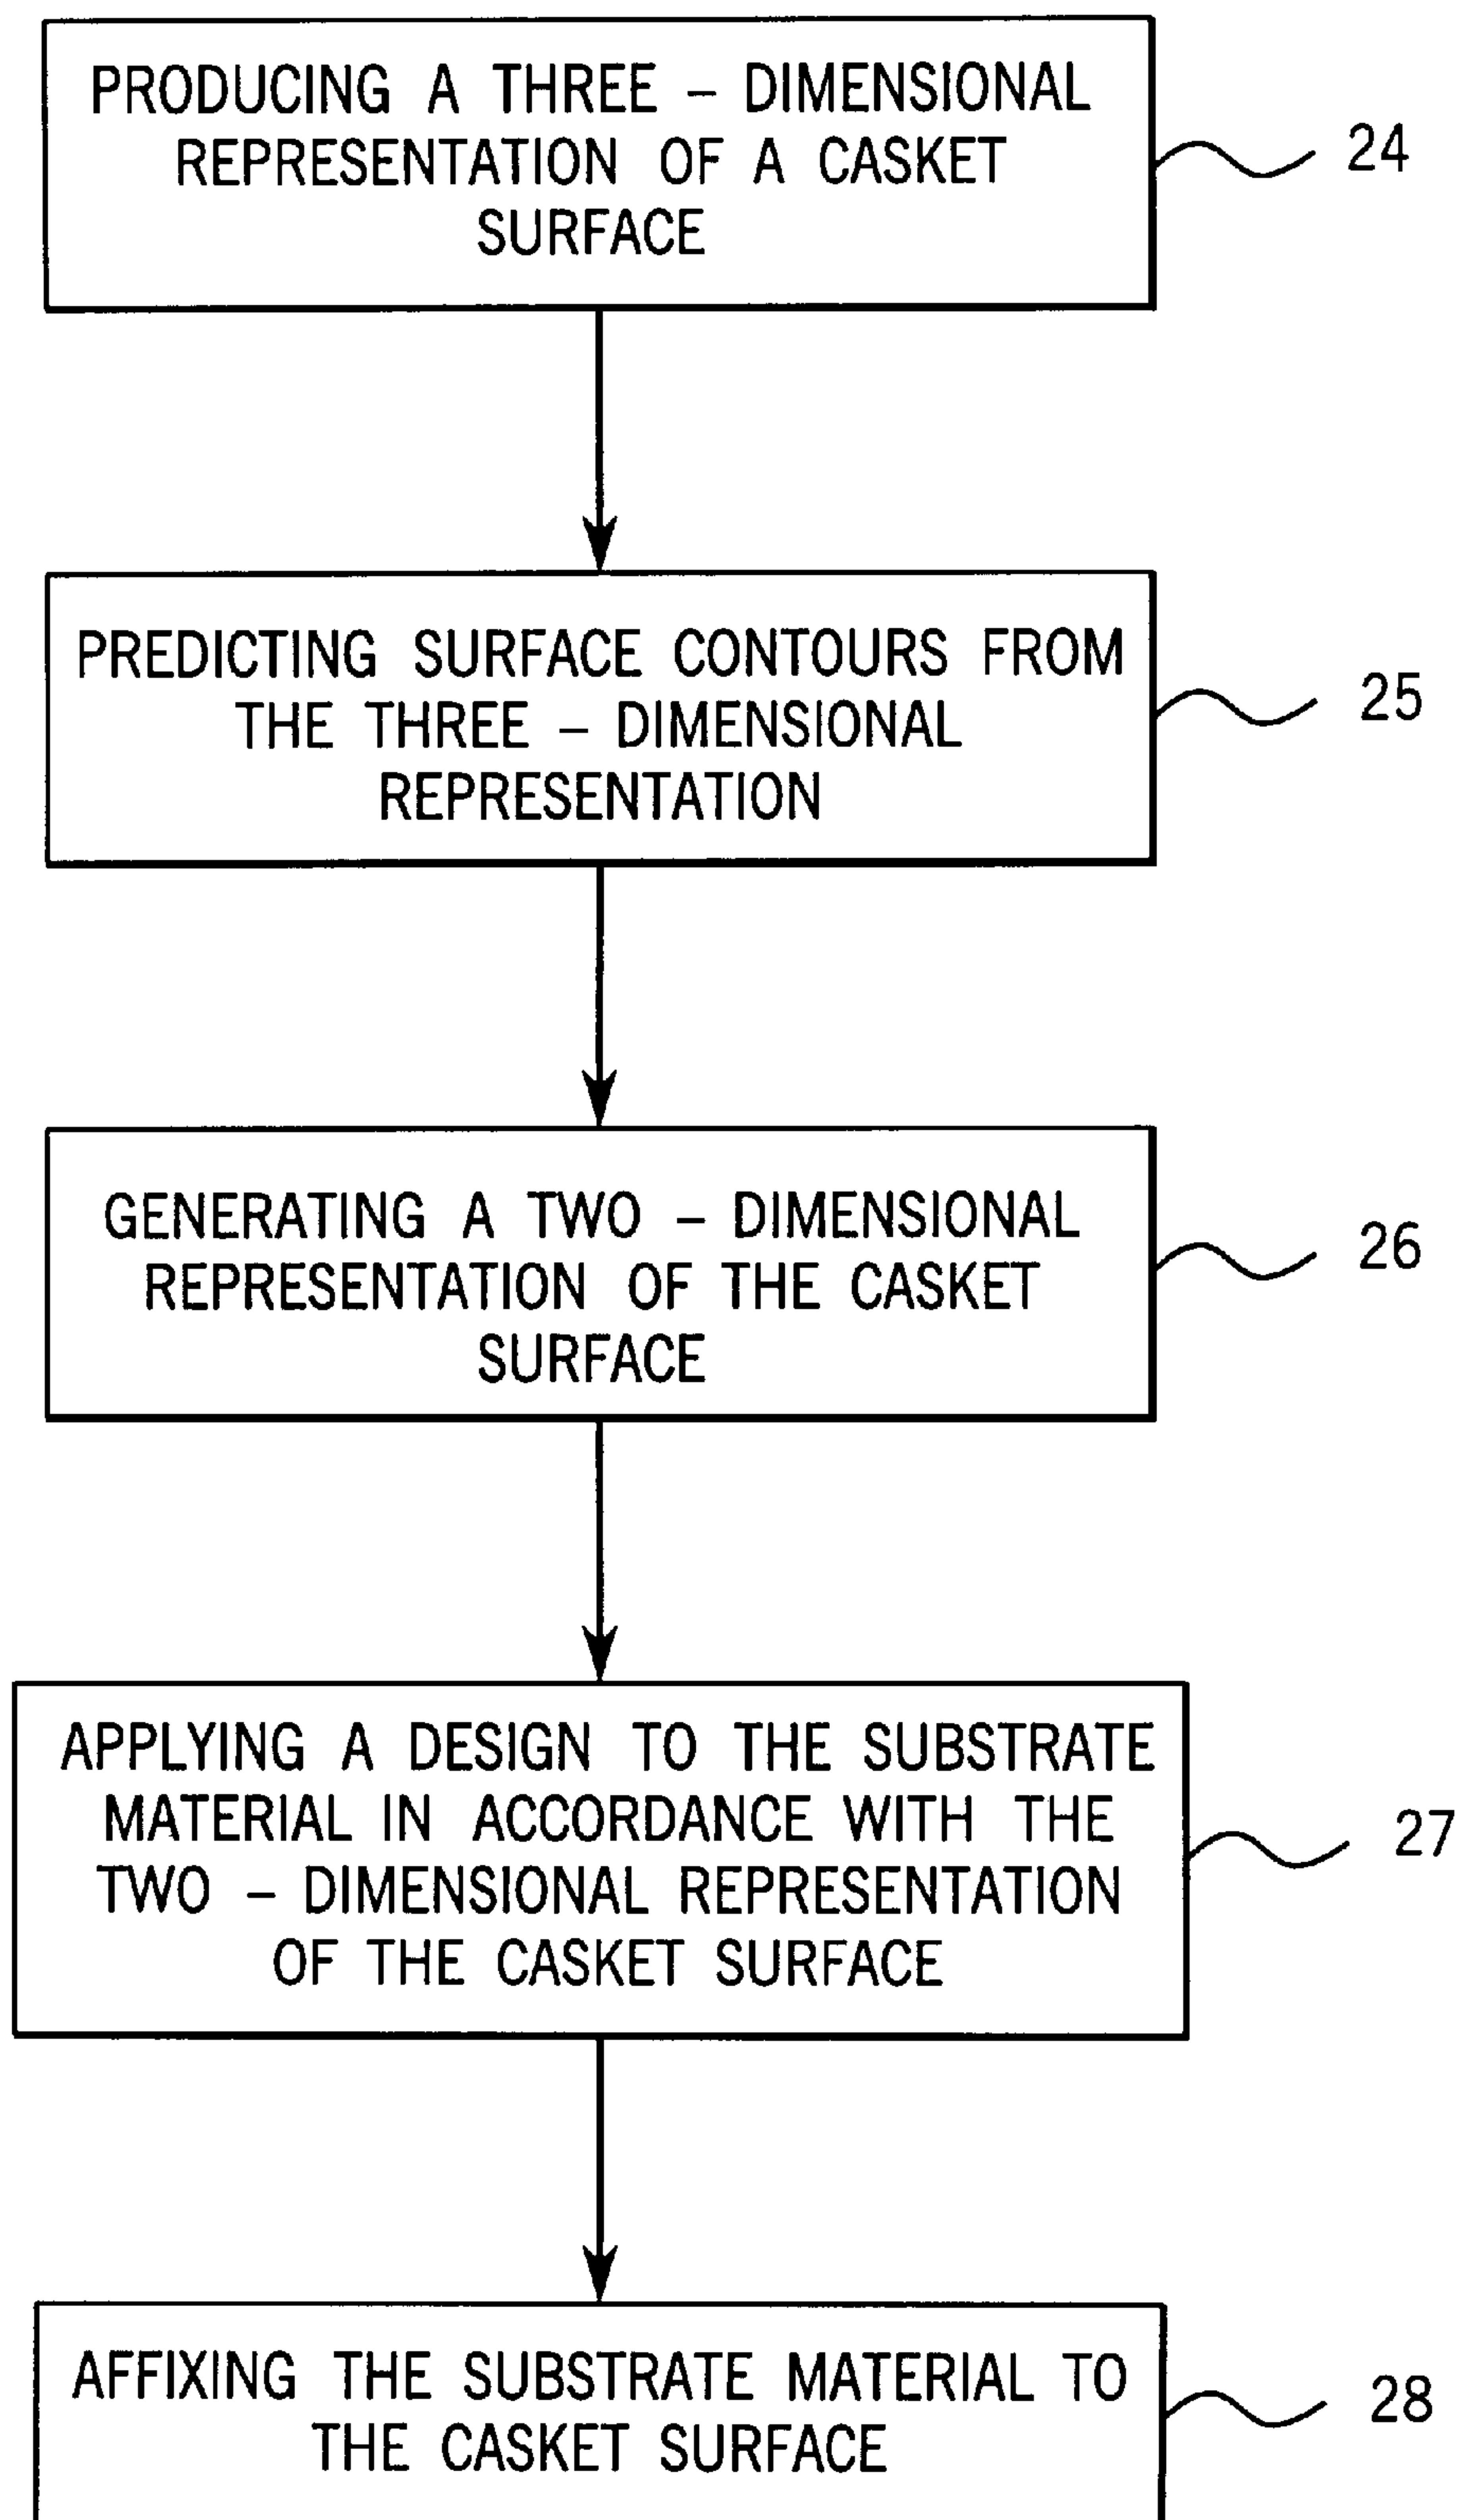 PRODUCING A THREE – DIMENSIONAL
REPRESENTATION OF A CASKET
SURFACE
24
PREDICTING SURFACE CONTOURS FROM
THE THREE – DIMENSIONAL
REPRESENTATION
25
GENERATING A TWO – DIMENSIONAL
REPRESENTATION OF THE CASKET
SURFACE
26
APPLYING A DESIGN TO THE SUBSTRATE
MATERIAL IN ACCORDANCE WITH THE
TWO – DIMENSIONAL REPRESENTATION
OF THE CASKET SURFACE
27
AFFIXING THE SUBSTRATE MATERIAL TO
THE CASKET SURFACE
28